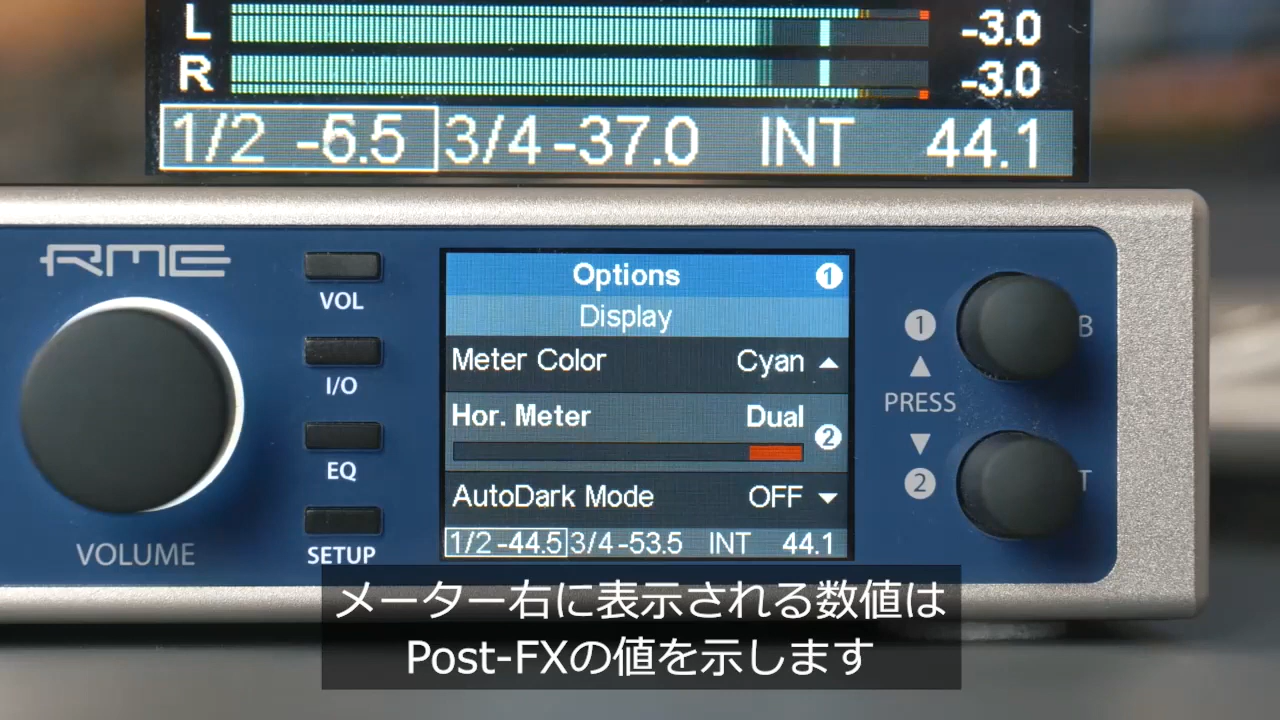 L -3.0
R -3.0
1/2 -6.5 3/4 -37.0 INT 44.1
RME
VOL
I/O
EQ
SETUP
VOLUME
Options 1
Display
Meter Color Cyan
Hor. Meter Dual 2
AutoDark Mode OFF
1/2 -44.5 3/4 -53.5 INT 44.1
1 B
PRESS
2 T
メーター右に表示される数値は
Post-FXの値を示します